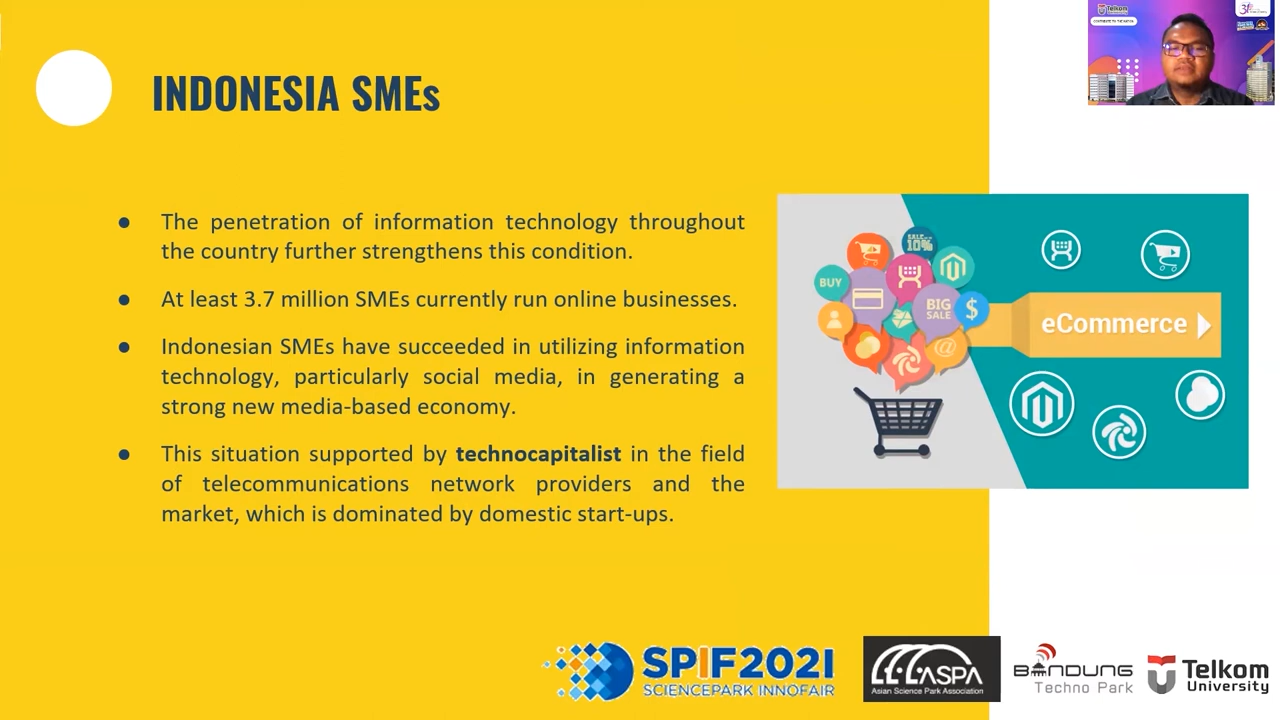 INDONESIA SMEs
● The penetration of information technology throughout
the country further strengthens this condition.
● At least 3.7 million SMEs currently run online businesses.
● Indonesian SMEs have succeeded in utilizing information
technology, particularly social media, in generating a
strong new media-based economy.
● This situation supported by technocapitalist in the field
of telecommunications network providers and the
market, which is dominated by domestic start-ups.
Telkom
University
SALE
10%
BUY
BIG
SALE
$
@
eCommerce
SPIF2021
SCIENCEPARK INNOFAIR
ASPA
Asian Science Park Association
BANDUNG
Techno Park
Telkom
University